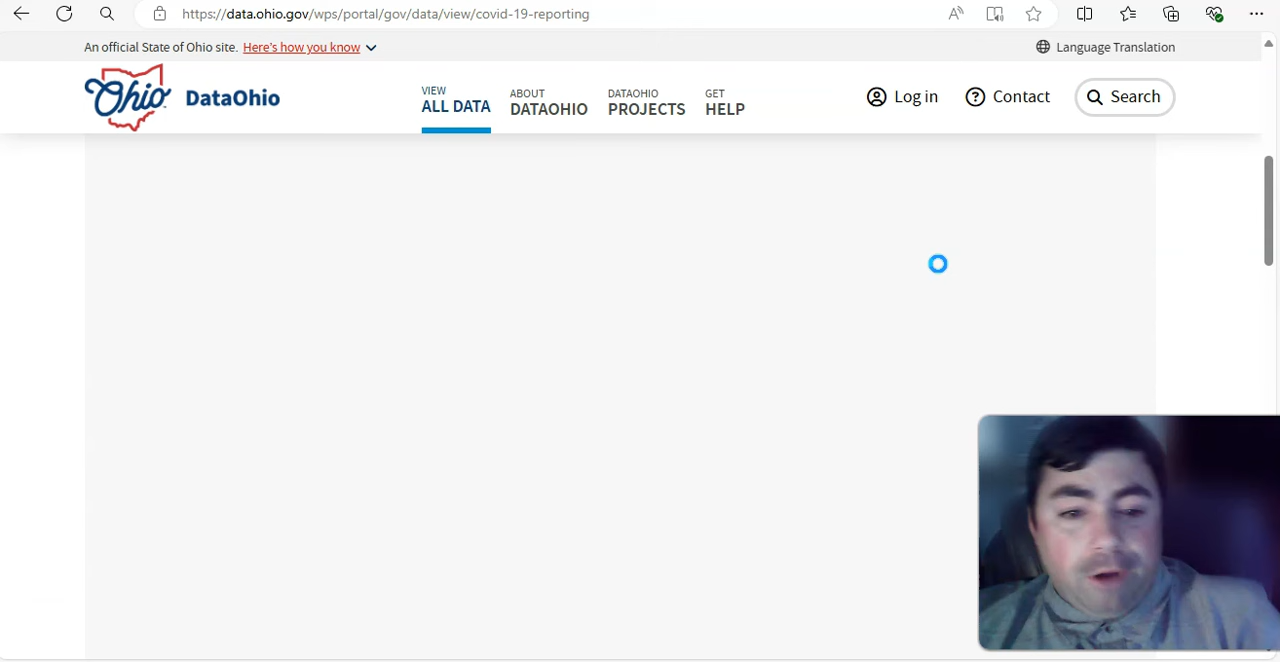 https://data.ohio.gov/wps/portal/gov/data/view/covid-19-reporting
An official State of Ohio site. Here's how you know
Language Translation
Ohio DataOhio
VIEW
ALL DATA
ABOUT
DATAOHIO
DATAOHIO
PROJECTS
GET
HELP
Log in
Contact
Search